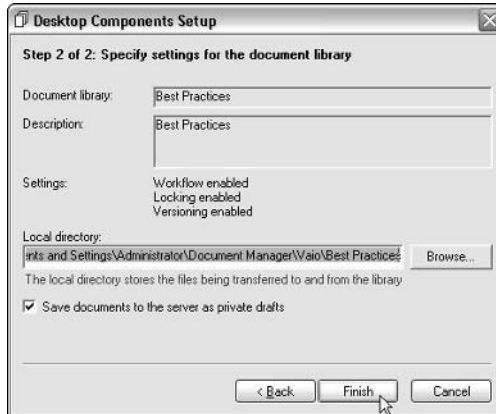 Desktop Components Setup
Step 2 of 2: Specify settings for the document library
Document library: Best Practices
Description: Best Practices
Settings: Workflow enabled
Locking enabled
Versioning enabled
Local directory:
nts and Settings\Administrator\Document Manager\Vaio\Best Practices Browse...
The local directory stores the files being transferred to and from the library
Save documents to the server as private drafts
< Back Finish Cancel